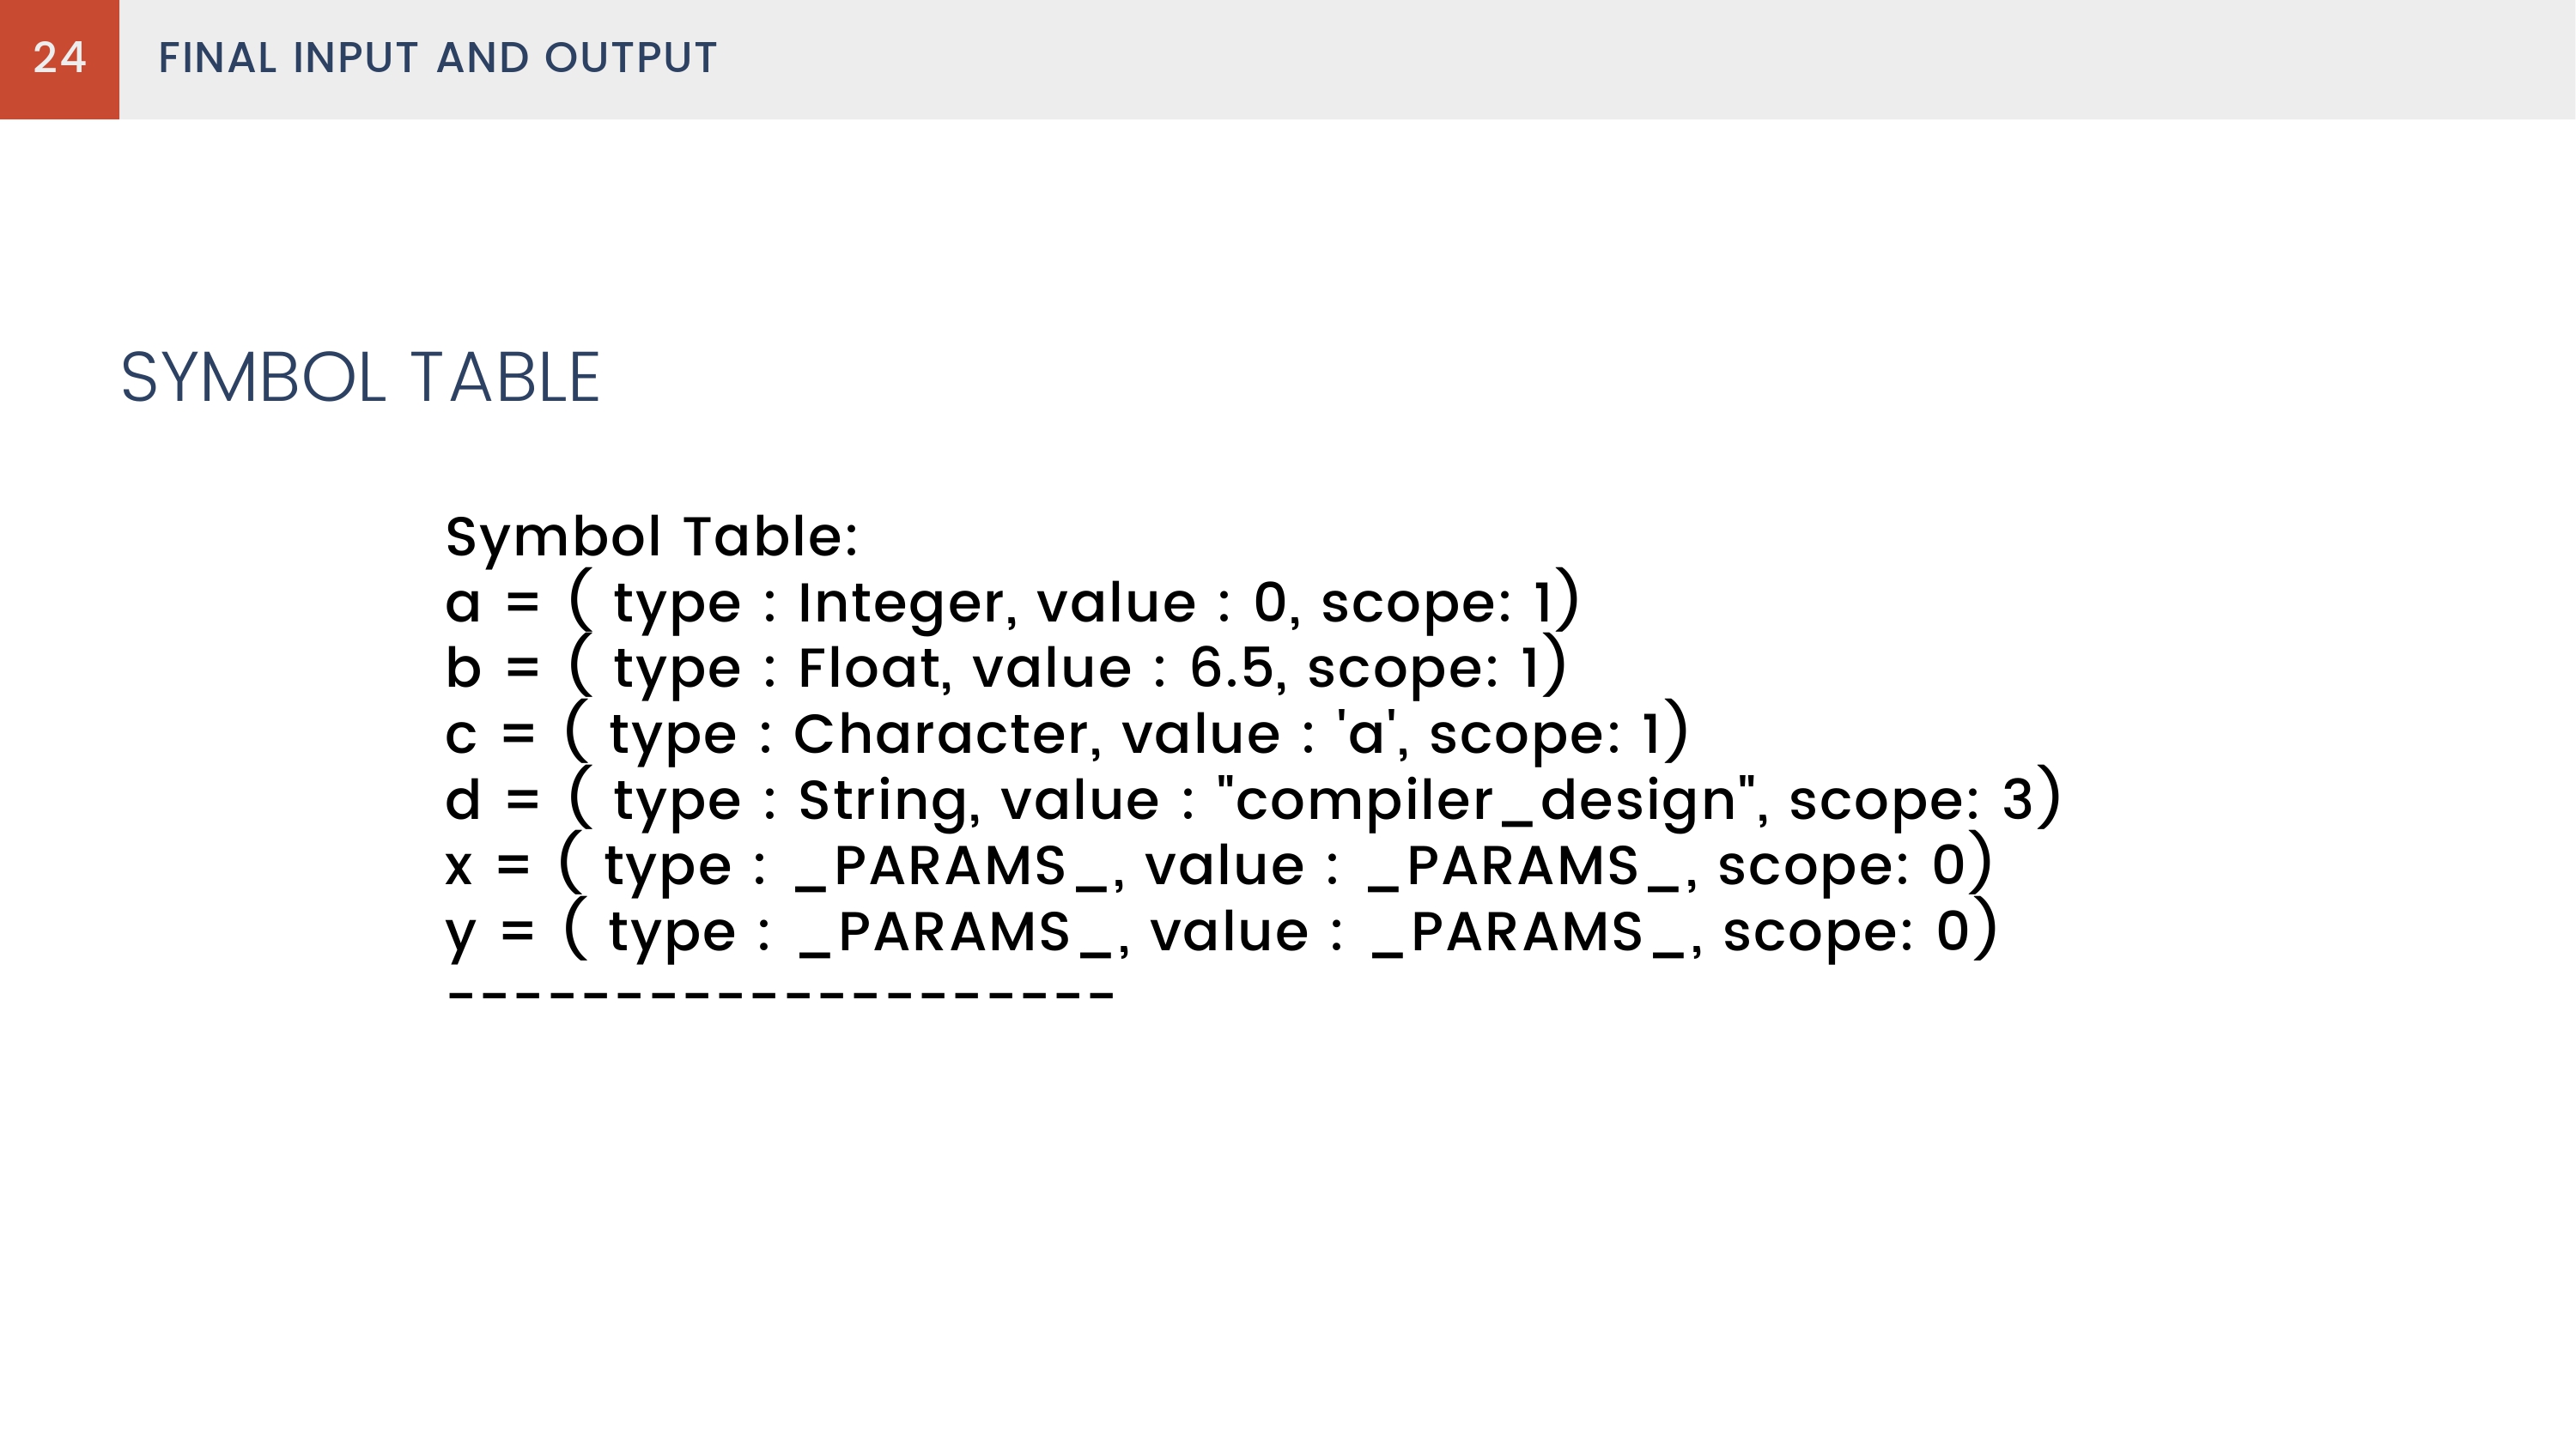 24 FINAL INPUT AND OUTPUT
SYMBOL TABLE
Symbol Table:
a = ( type : Integer, value : 0, scope: 1)
b = ( type : Float, value : 6.5, scope: 1)
c = ( type : Character, value : 'a', scope: 1)
d = ( type : String, value : "compiler_design", scope: 3)
x = ( type : _PARAMS_, value : _PARAMS_, scope: 0)
y = ( type : _PARAMS_, value : _PARAMS_, scope: 0)
--------------------